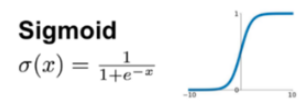 Sigmoid
σ(x) = 1/(1+e^{-x})
1
0
-10
10